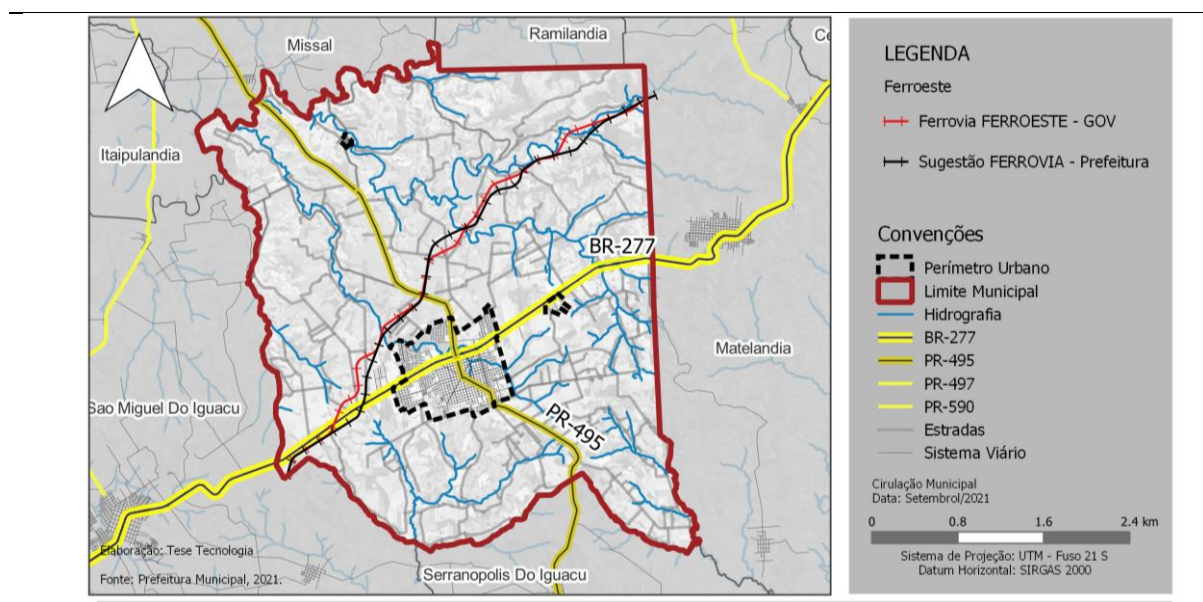 Missal
Ramilandia
Ce
Itaipulandia
BR-277
Matelandia
Sao Miguel Do Iguacu
PR-495
Elaboração: Tese Tecnologia
Fonte: Prefeitura Municipal, 2021.
Serranopolis Do Iguacu
LEGENDA
Ferroeste
Ferrovia FERROESTE - GOV
Sugestão FERROVIA - Prefeitura
Convenções
Perímetro Urbano
Limite Municipal
Hidrografia
BR-277
PR-495
PR-497
PR-590
Estradas
Sistema Viário
Cirulação Municipal
Data: Setembrol/2021
0 0.8 1.6 2.4 km
Sistema de Projeção: UTM - Fuso 21 S
Datum Horizontal: SIRGAS 2000